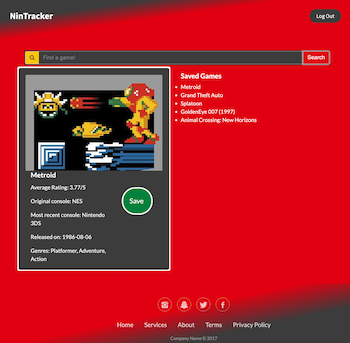 NinTracker
Log Out
Find a game!
Search
Saved Games
Metroid
Grand Theft Auto
Splatoon
GoldenEye 007 (1997)
Animal Crossing: New Horizons
Metroid
Average Rating: 3.77/5
Original console: NES
Most recent console: Nintendo
3DS
Released on: 1986-08-06
Genres: Platformer, Adventure,
Action
Save
Home
Services
About
Terms
Privacy Policy
Company Name © 2017